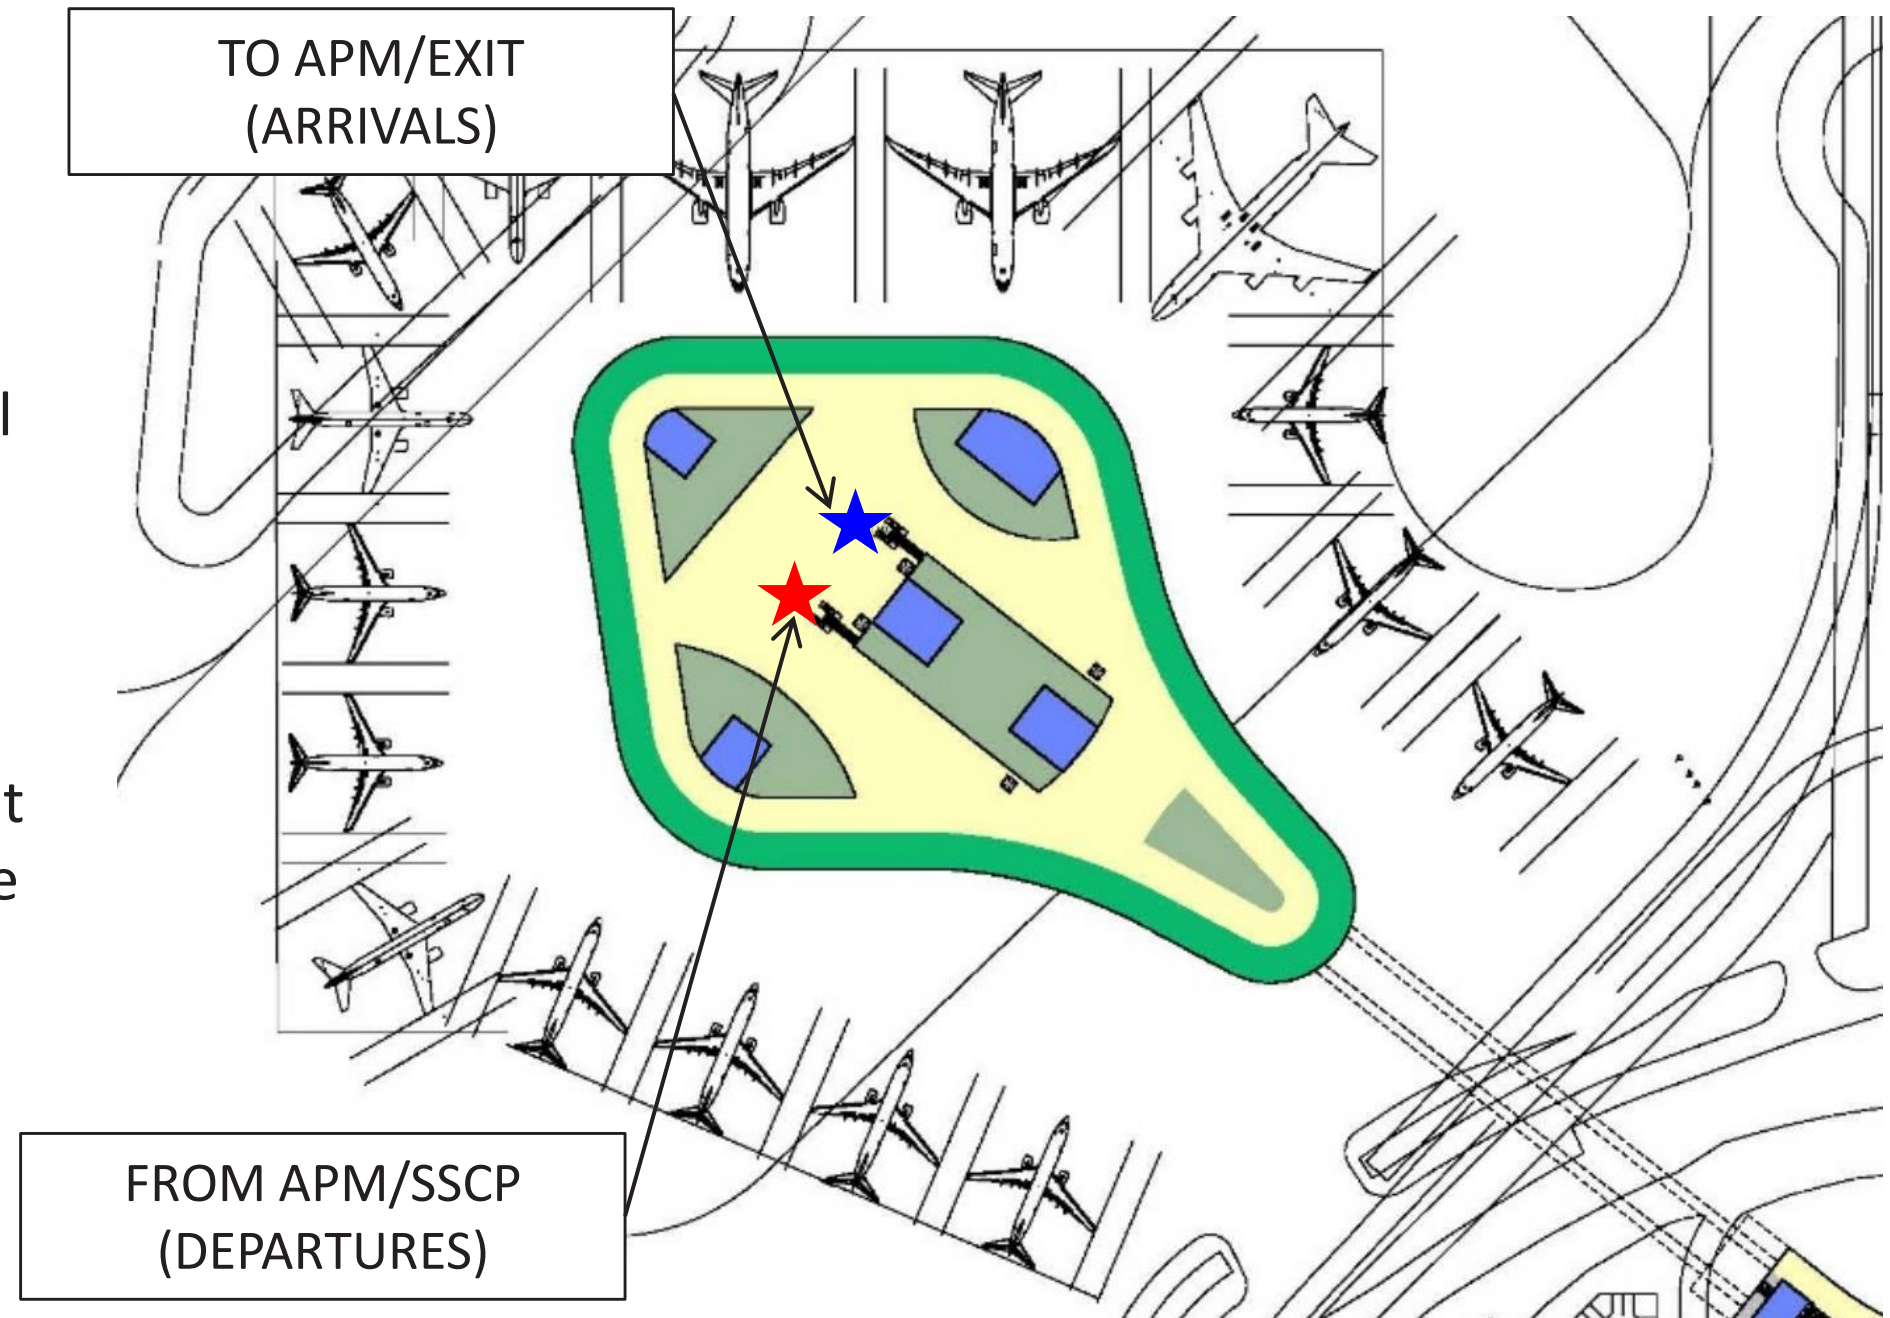 TO APM/EXIT
(ARRIVALS)
l
t
e
FROM APM/SSCP
(DEPARTURES)